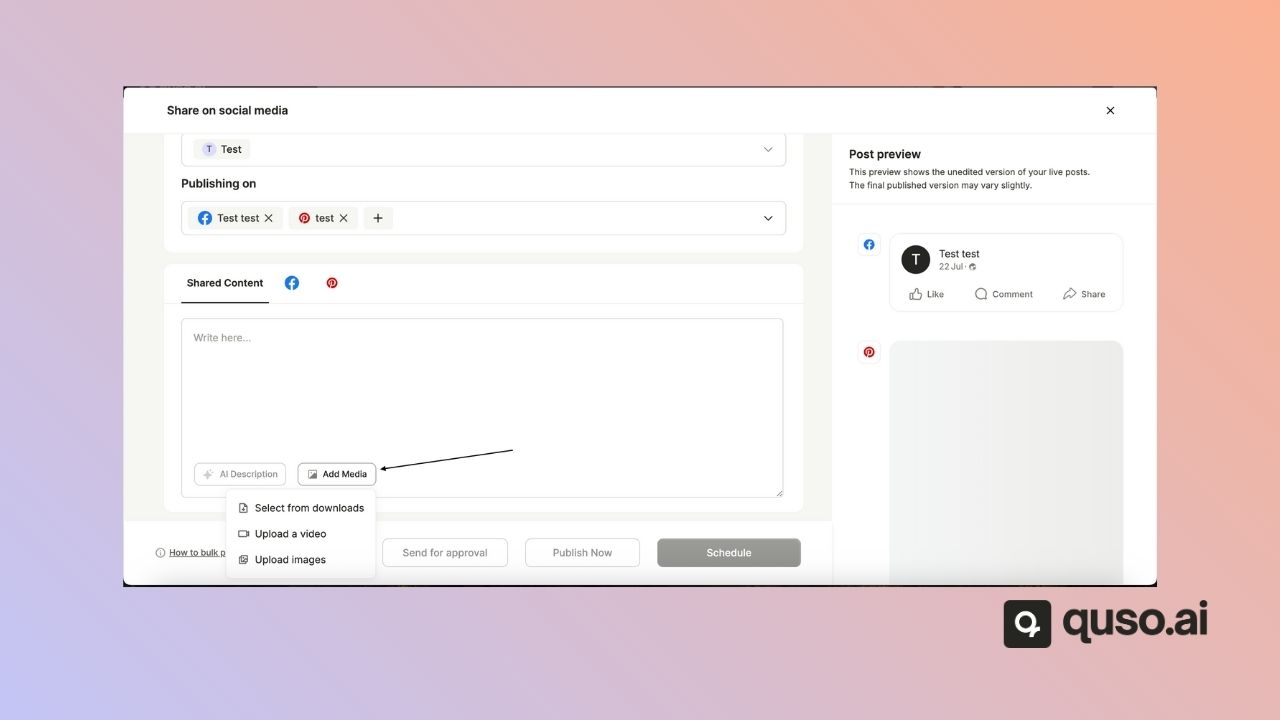 Share on social media
T Test
Publishing on
Test test
test
Shared Content
Write here...
AI Description
Add Media
Select from downloads
Upload a video
Upload images
How to bulk p
Send for approval
Publish Now
Schedule
Post preview
This preview shows the unedited version of your live posts.
The final published version may vary slightly.
T
Test test
22 Jul ·
Like
Comment
Share
quso.ai